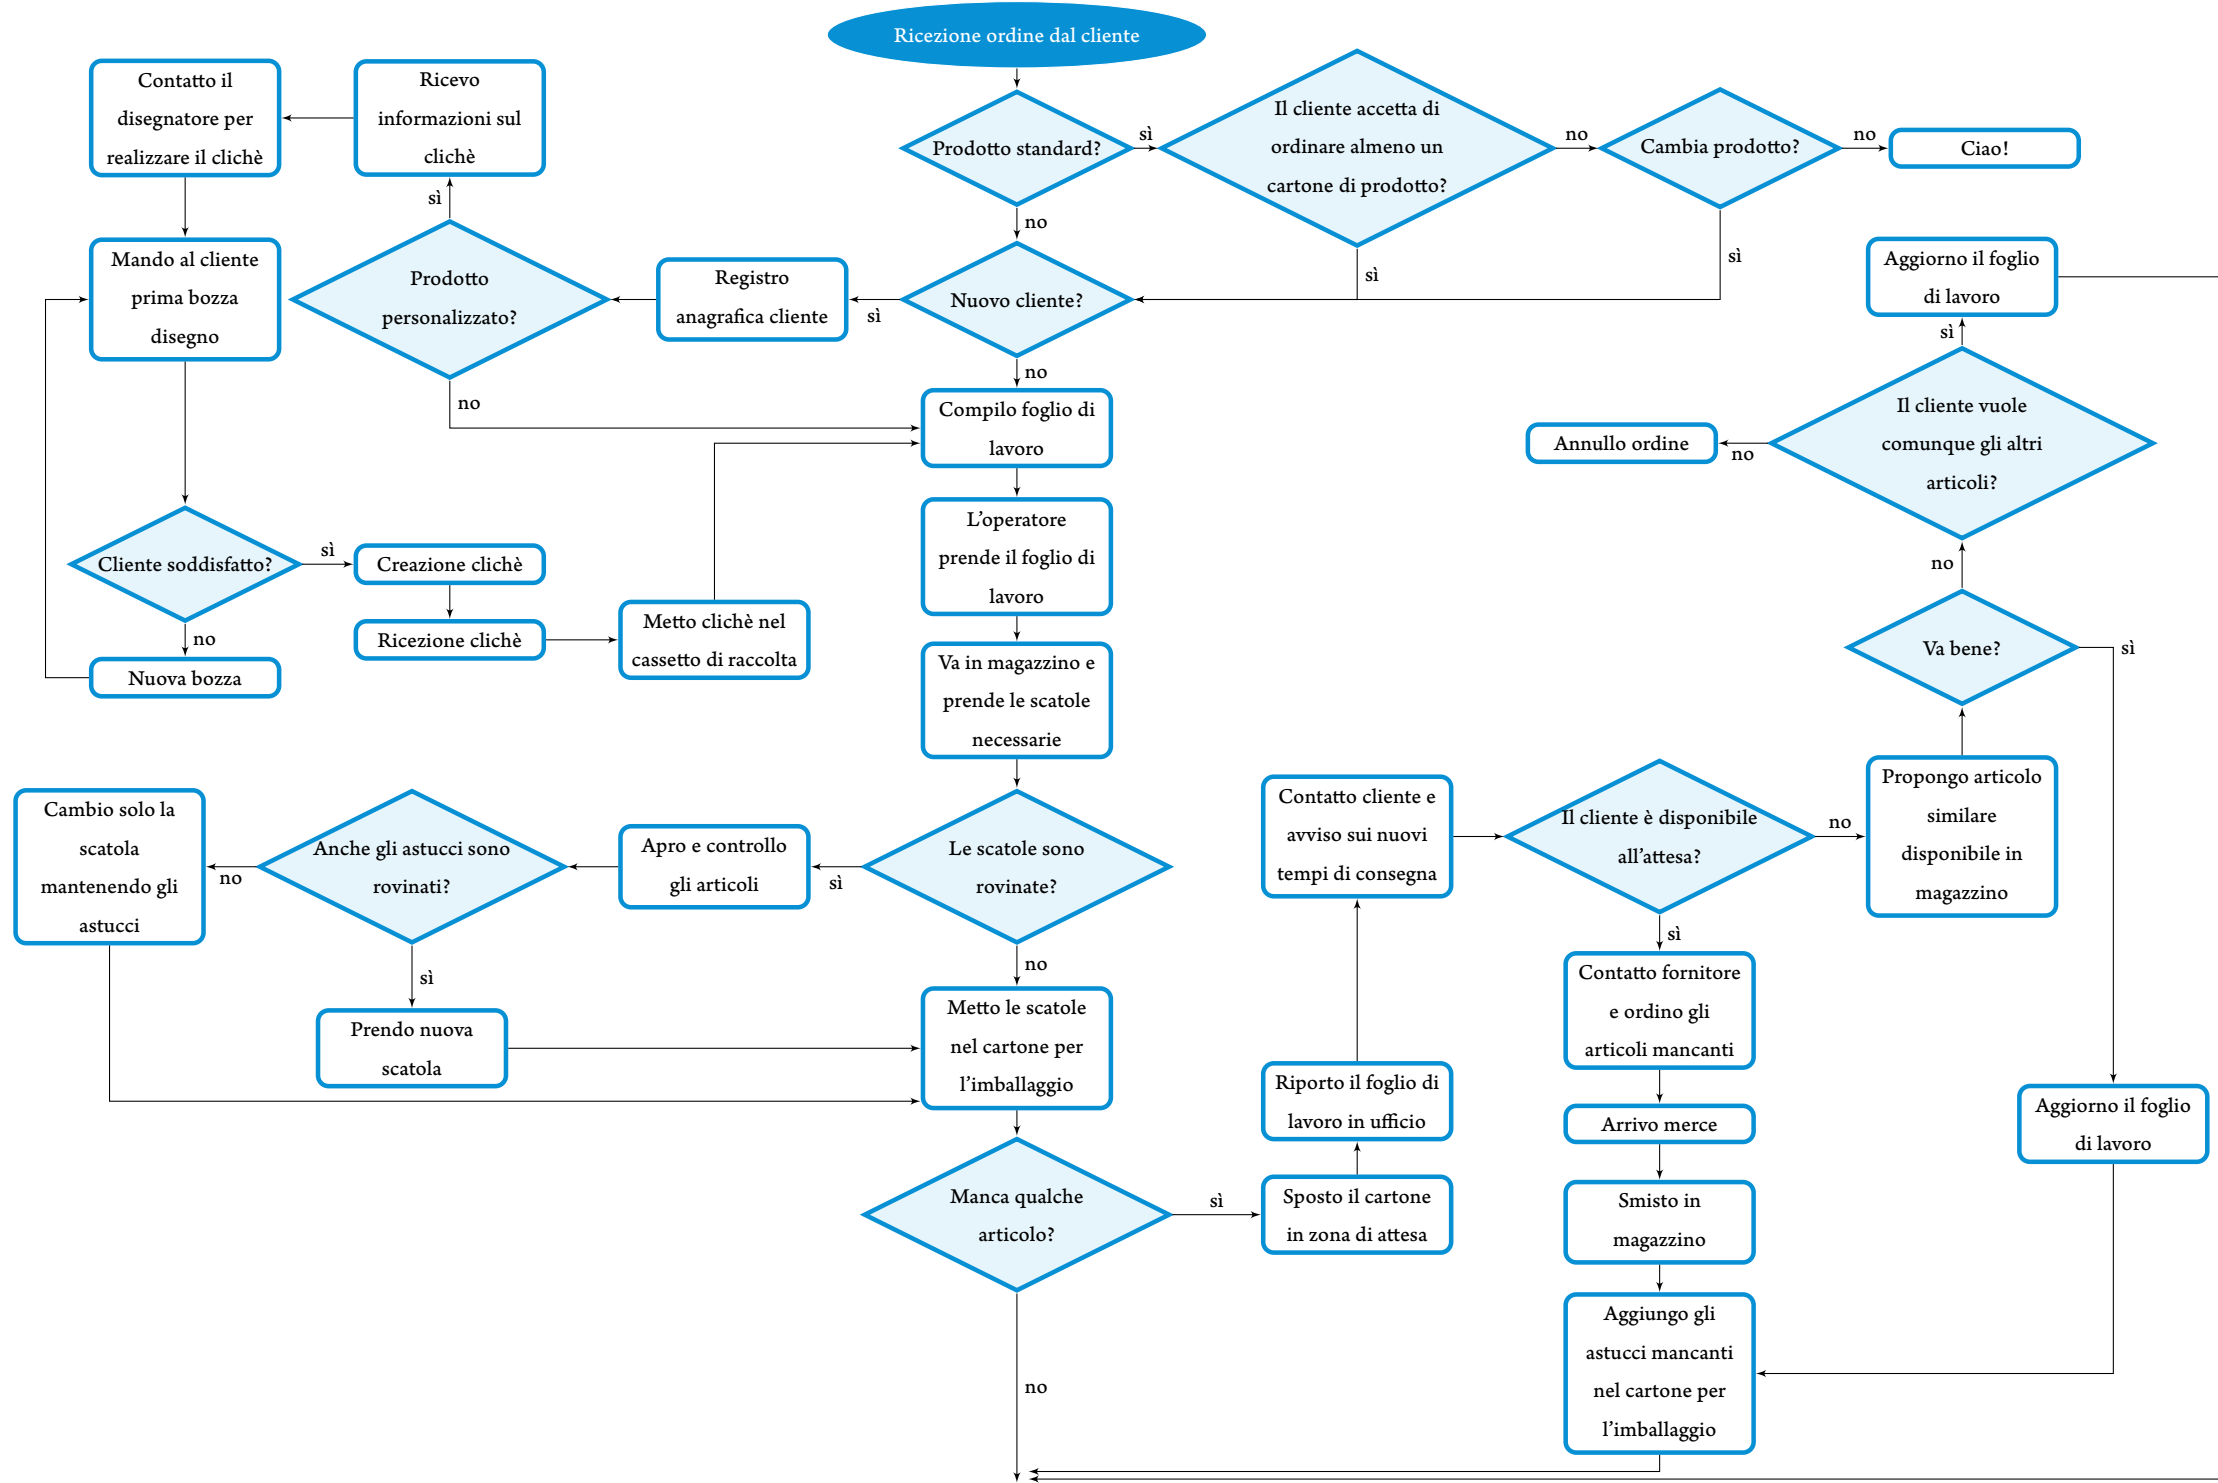 Ricezione ordine dal cliente
Prodotto standard?
sì
no
Il cliente accetta di
ordinare almeno un
cartone di prodotto?
no
sì
Cambia prodotto?
no
sì
Ciao!
Nuovo cliente?
sì
no
Registro
anagrafica cliente
Prodotto
personalizzato?
sì
no
Ricevo
informazioni sul
clichè
Contatto il
disegnatore per
realizzare il clichè
Mando al cliente
prima bozza
disegno
Cliente soddisfatto?
sì
no
Nuova bozza
Creazione clichè
Ricezione clichè
Metto clichè nel
cassetto di raccolta
Compilo foglio di
lavoro
L’operatore
prende il foglio di
lavoro
Va in magazzino e
prende le scatole
necessarie
Le scatole sono
rovinate?
sì
no
Apro e controllo
gli articoli
Anche gli astucci sono
rovinati?
no
sì
Cambio solo la
scatola
mantenendo gli
astucci
Prendo nuova
scatola
Metto le scatole
nel cartone per
l’imballaggio
Manca qualche
articolo?
sì
no
Sposto il cartone
in zona di attesa
Riporto il foglio di
lavoro in ufficio
Contatto cliente e
avviso sui nuovi
tempi di consegna
Il cliente è disponibile
all’attesa?
no
sì
Contatto fornitore
e ordino gli
articoli mancanti
Arrivo merce
Smisto in
magazzino
Aggiungo gli
astucci mancanti
nel cartone per
l’imballaggio
Propongo articolo
similare
disponibile in
magazzino
Va bene?
sì
no
Aggiorno il foglio
di lavoro
Il cliente vuole
comunque gli altri
articoli?
no
sì
Annullo ordine
Aggiorno il foglio
di lavoro